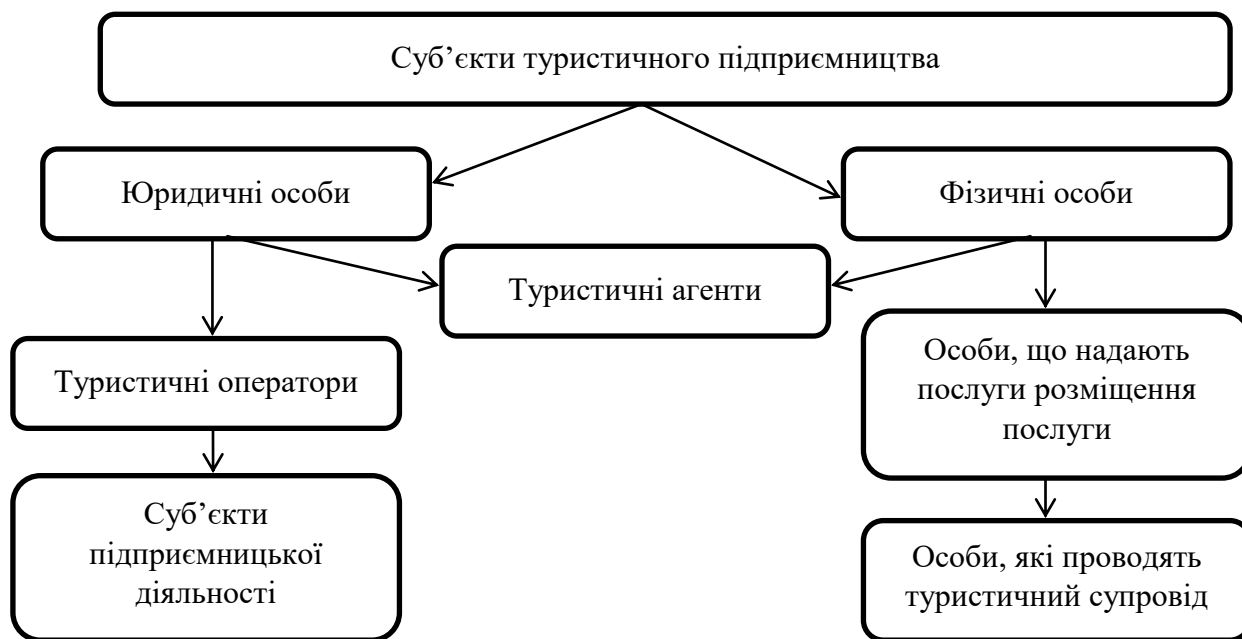 Суб’єкти туристичного підприємництва
Юридичні особи
Фізичні особи
Туристичні агенти
Туристичні оператори
Особи, що надають
послуги розміщення
послуги
Суб’єкти
підприємницької
діяльності
Особи, які проводять
туристичний супровід